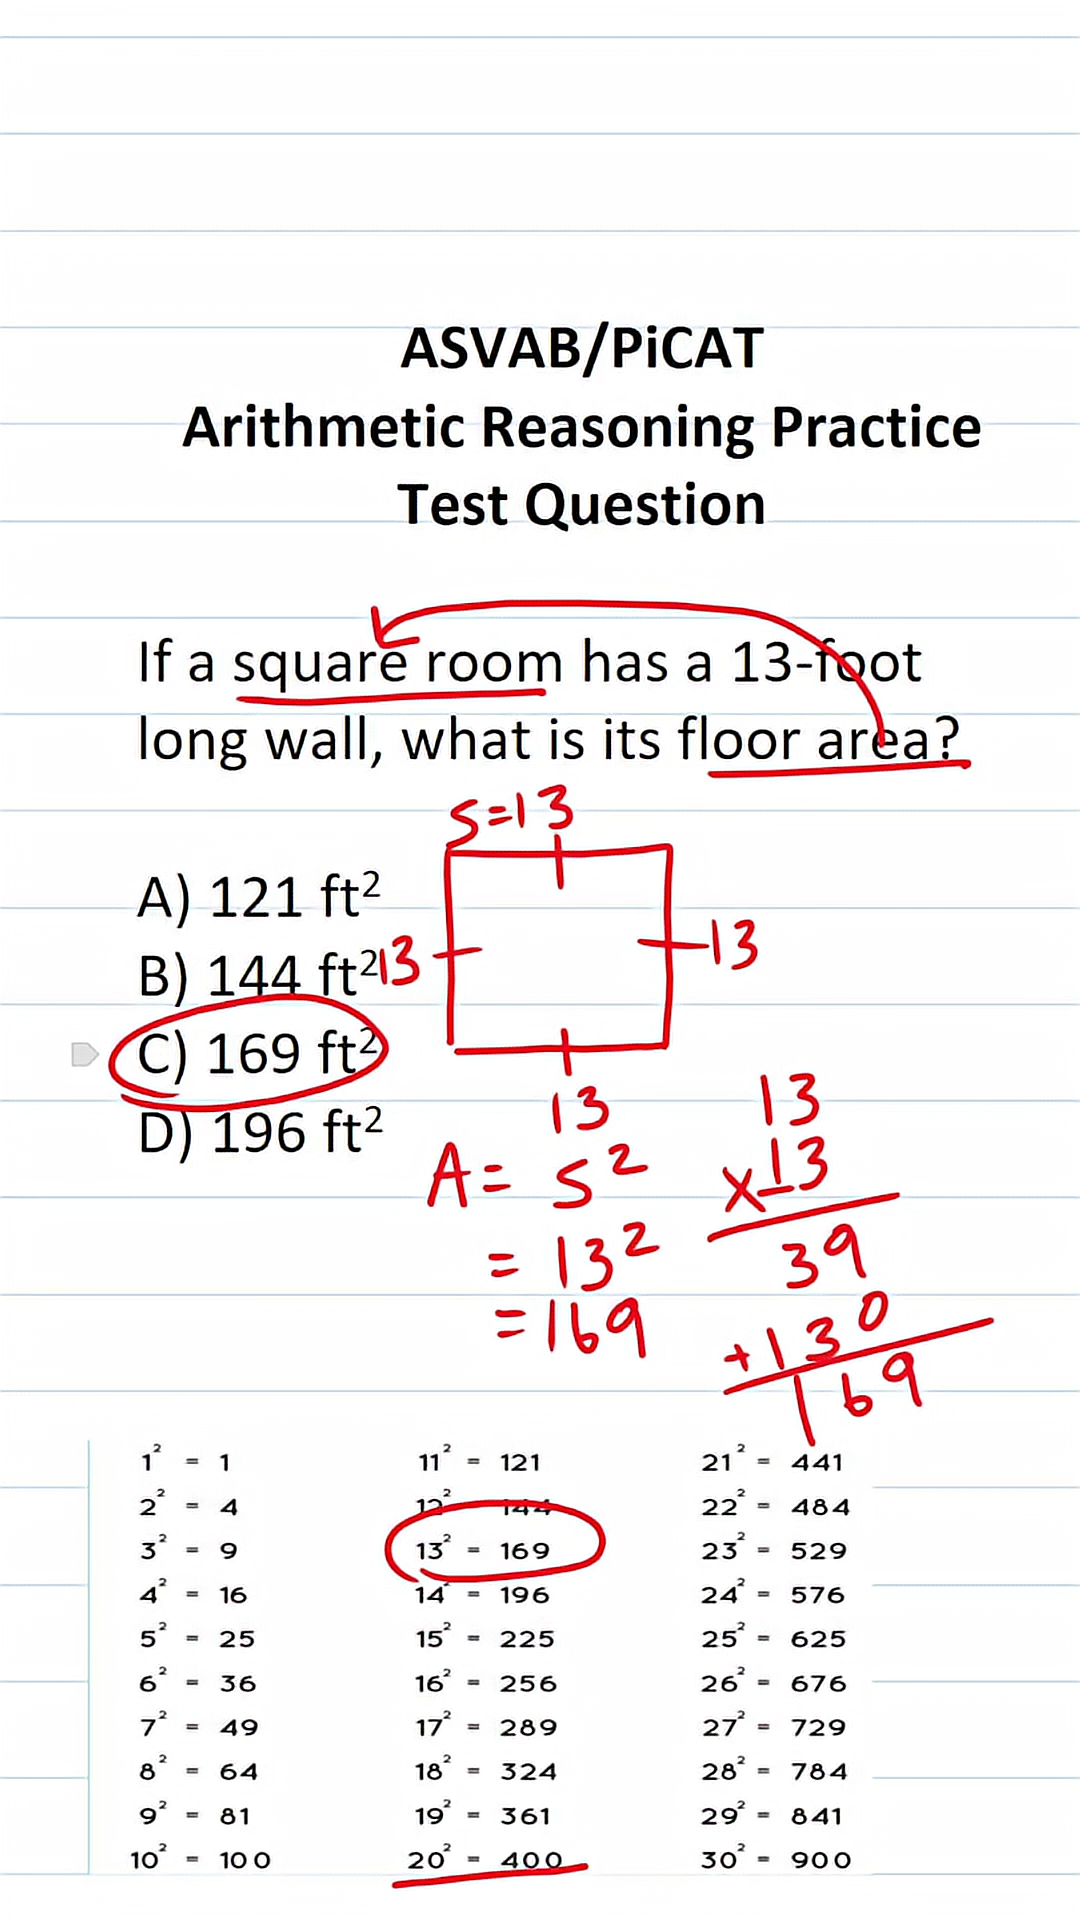 ASVAB/PiCAT
Arithmetic Reasoning Practice
Test Question
If a square room has a 13-foot
long wall, what is its floor area?
S=13
A) 121 ft²
B) 144 ft²
C) 169 ft²
D) 196 ft²
13
13
13
A= S²
= 13²
=169
13
x13
39
+130
169
1² = 1
2² = 4
3² = 9
4² = 16
5² = 25
6² = 36
7² = 49
8² = 64
9² = 81
10² = 100
11² = 121
12² 144
13² = 169
14² = 196
15² = 225
16² = 256
17² = 289
18² = 324
19² = 361
20² = 400
21² = 441
22² = 484
23² = 529
24² = 576
25² = 625
26² = 676
27² = 729
28² = 784
29² = 841
30² = 900